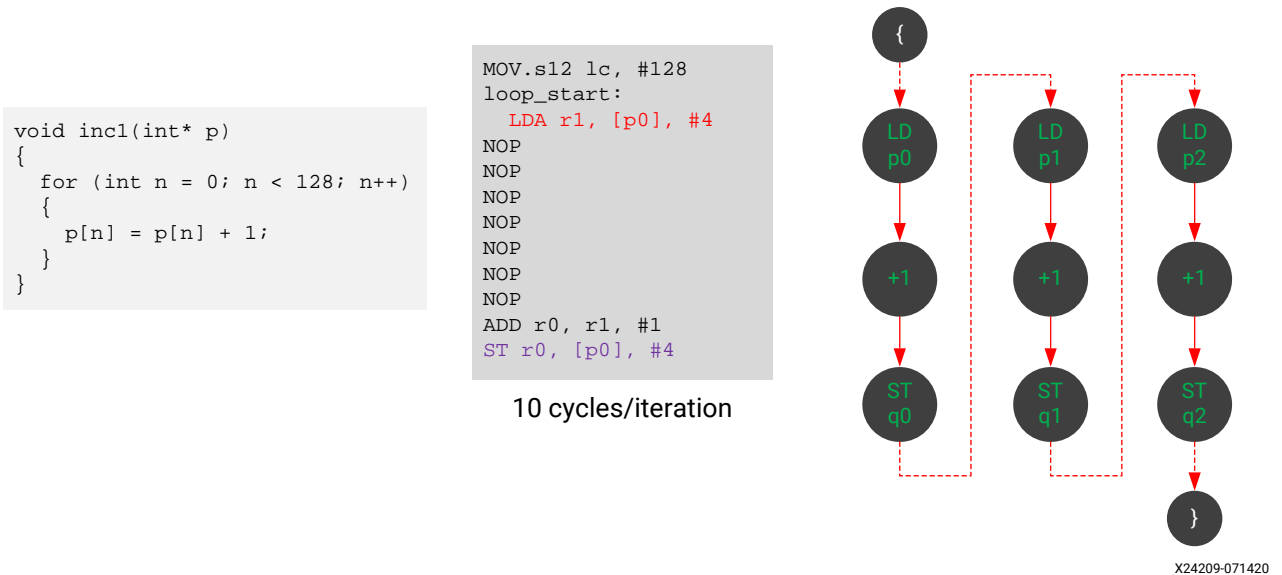 void inc1(int* p)
{
  for (int n = 0; n < 128; n++)
  {
    p[n] = p[n] + 1;
  }
}
MOV.s12 lc, #128
loop_start:
  LDA r1, [p0], #4
NOP
NOP
NOP
NOP
NOP
NOP
NOP
ADD r0, r1, #1
ST r0, [p0], #4
10 cycles/iteration
{
LD
p0
+1
ST
q0
LD
p1
+1
ST
q1
LD
p2
+1
ST
q2
}
X24209-071420